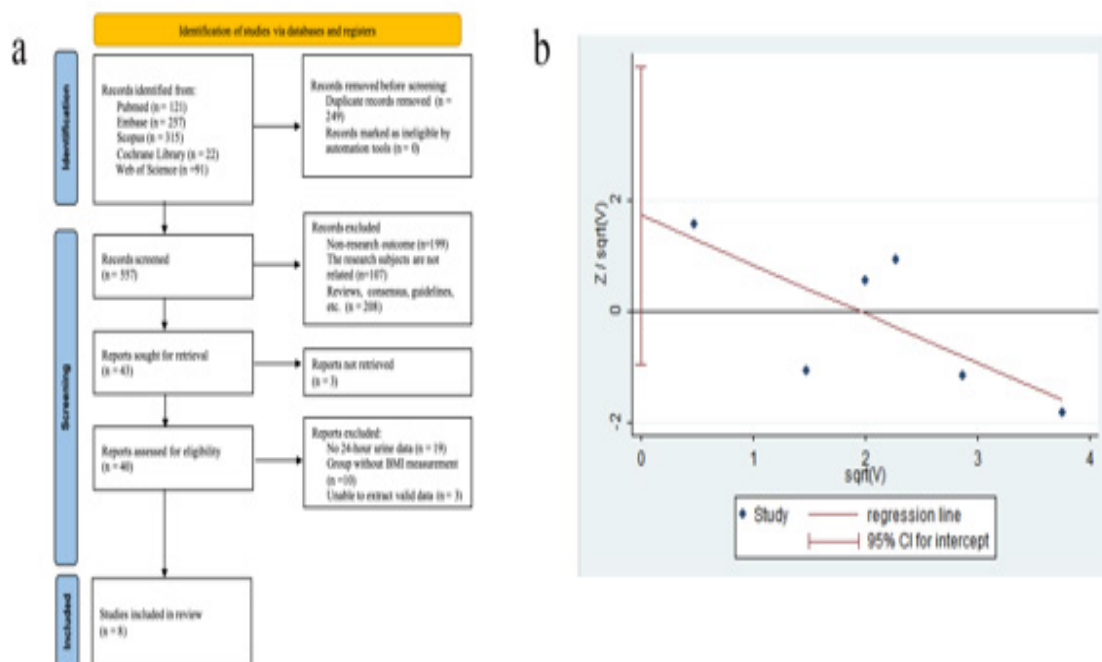 a
Identification of studies via databases and registers
Identification
Records identified from:
Pubmed (n = 121)
Embase (n = 257)
Scopus (n = 315)
Cochrane Library (n = 22)
Web of Science (n =91)
Records removed before screening:
Duplicate records removed (n =
249)
Records marked as ineligible by
automation tools (n = 0)
Screening
Records screened
(n = 557)
Records excluded
Non-research outcome (n=199)
The research subjects are not
related (n=107)
Reviews, consensus, guidelines,
etc. (n = 208)
Reports sought for retrieval
(n = 43)
Reports not retrieved
(n = 3)
Reports assessed for eligibility
(n = 40)
Reports excluded:
No 24-hour urine data (n = 19)
Group without BMI measurement
(n =10)
Unable to extract valid data (n = 3)
Included
Studies included in review
(n = 8)
b
Z / sqrt(V)
2
0
-2
0 1 2 3 4
sqrt(V)
Study regression line
95% CI for intercept